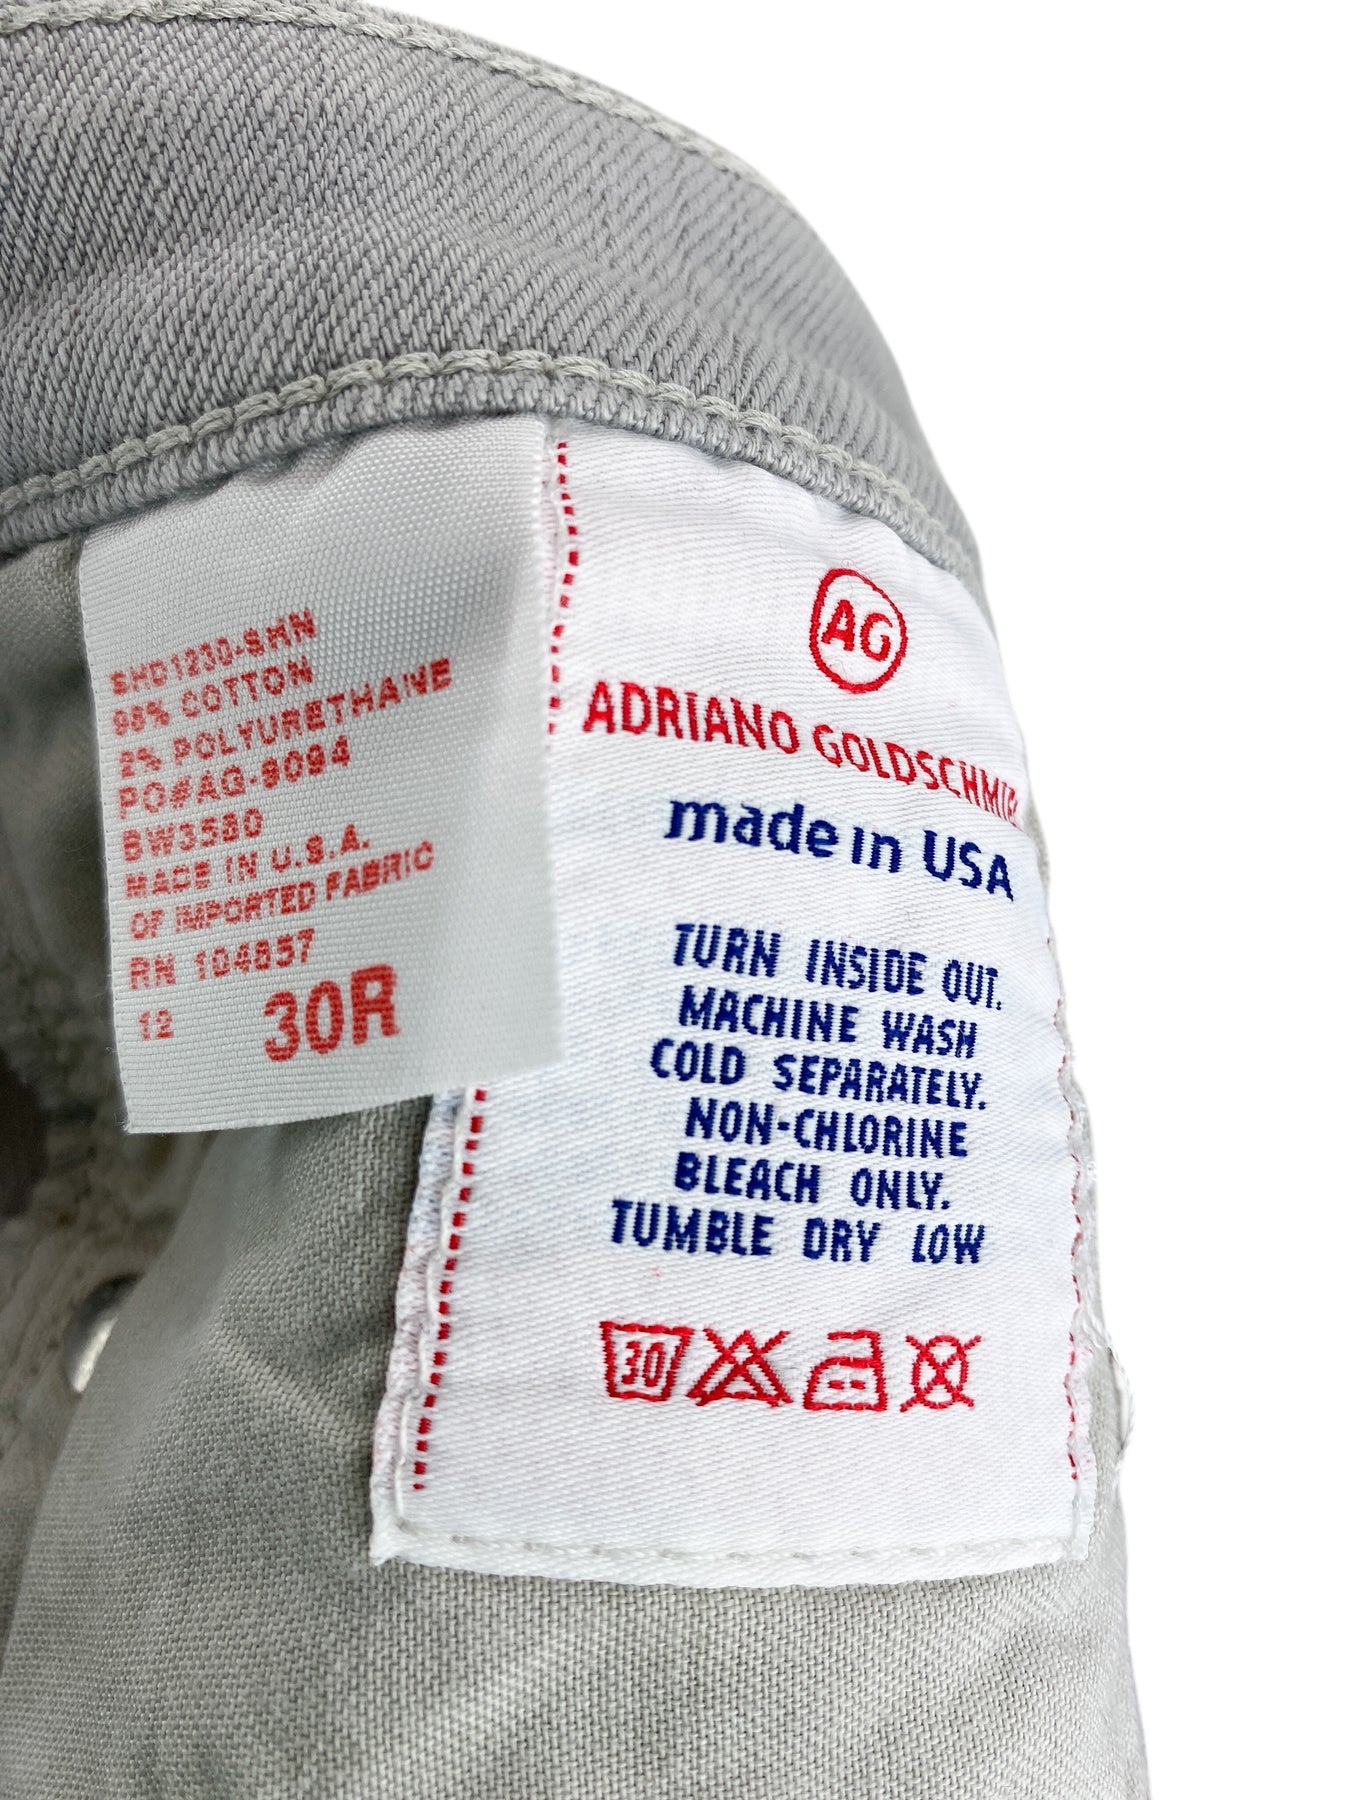 SHD1230-SHN
98% COTTON
2% POLYURETHANE
PO#AG-9094
BW3580
MADE IN U.S.A.
OF IMPORTED FABRIC
RN 104857
12 30R
AG
ADRIANO GOLDSCHMIE
made in USA
TURN INSIDE OUT.
MACHINE WASH
COLD SEPARATELY.
NON-CHLORINE
BLEACH ONLY.
TUMBLE DRY LOW
30